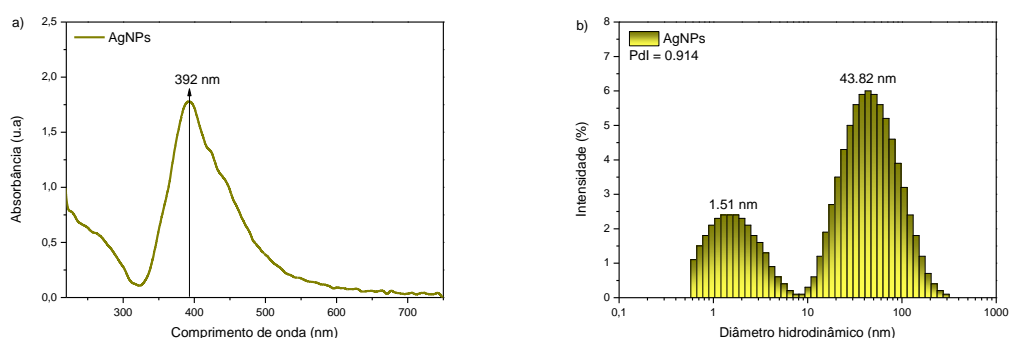 a)
AgNPs
392 nm
2,5
2,0
1,5
1,0
0,5
0,0
Absorbância (u.a)
300 400 500 600 700
Comprimento de onda (nm)
b)
AgNPs
PdI = 0.914
43.82 nm
1.51 nm
8
7
6
5
4
3
2
1
0
Intensidade (%)
0,1 1 10 100 1000
Diâmetro hidrodinâmico (nm)